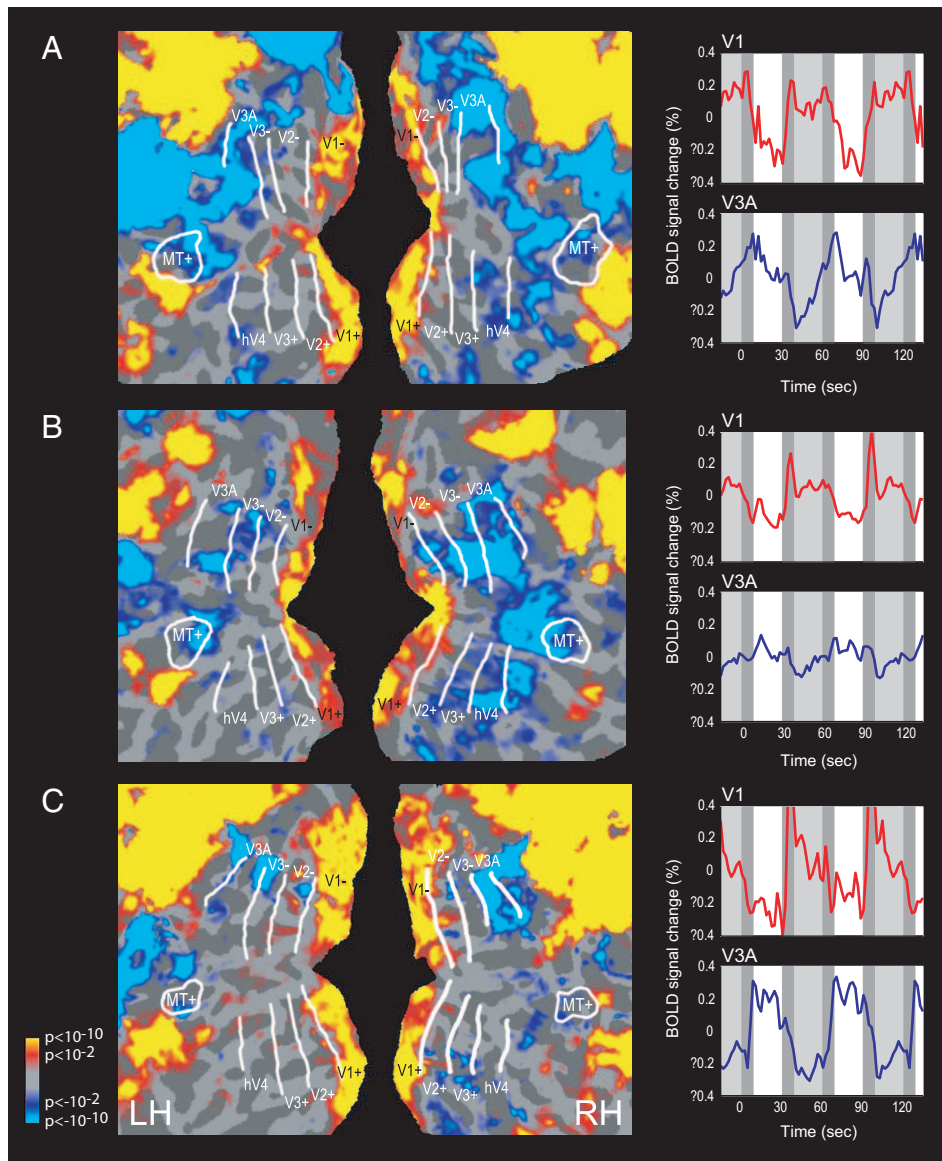 A
V3A
V3-
V2-
V1-
MT+
hV4
V3+
V2+
V1+
V3A
V3-
V2-
V1-
MT+
V1+
V2+
V3+
hV4
V1
0.4
0.2
0
?0.2
?0.4
BOLD signal change (%)
V3A
0.4
0.2
0
?0.2
?0.4
0 30 60 90 120
Time (sec)
B
V3A
V3-
V2-
V1-
MT+
hV4
V3+
V2+
V1+
V3A
V3-
V2-
V1-
MT+
V1+
V2+
V3+
hV4
V1
0.4
0.2
0
?0.2
?0.4
BOLD signal change (%)
V3A
0.4
0.2
0
?0.2
?0.4
0 30 60 90 120
Time (sec)
C
V3A
V3-
V2-
V1-
MT+
hV4
V3+
V2+
V1+
V2-
V3-
V3A
V1-
MT+
V1+
V2+
V3+
hV4
p<10-10
p<10-2
p<-10-2
p<-10-10
LH
RH
V1
0.4
0.2
0
?0.2
?0.4
BOLD signal change (%)
V3A
0.4
0.2
0
?0.2
?0.4
0 30 60 90 120
Time (sec)